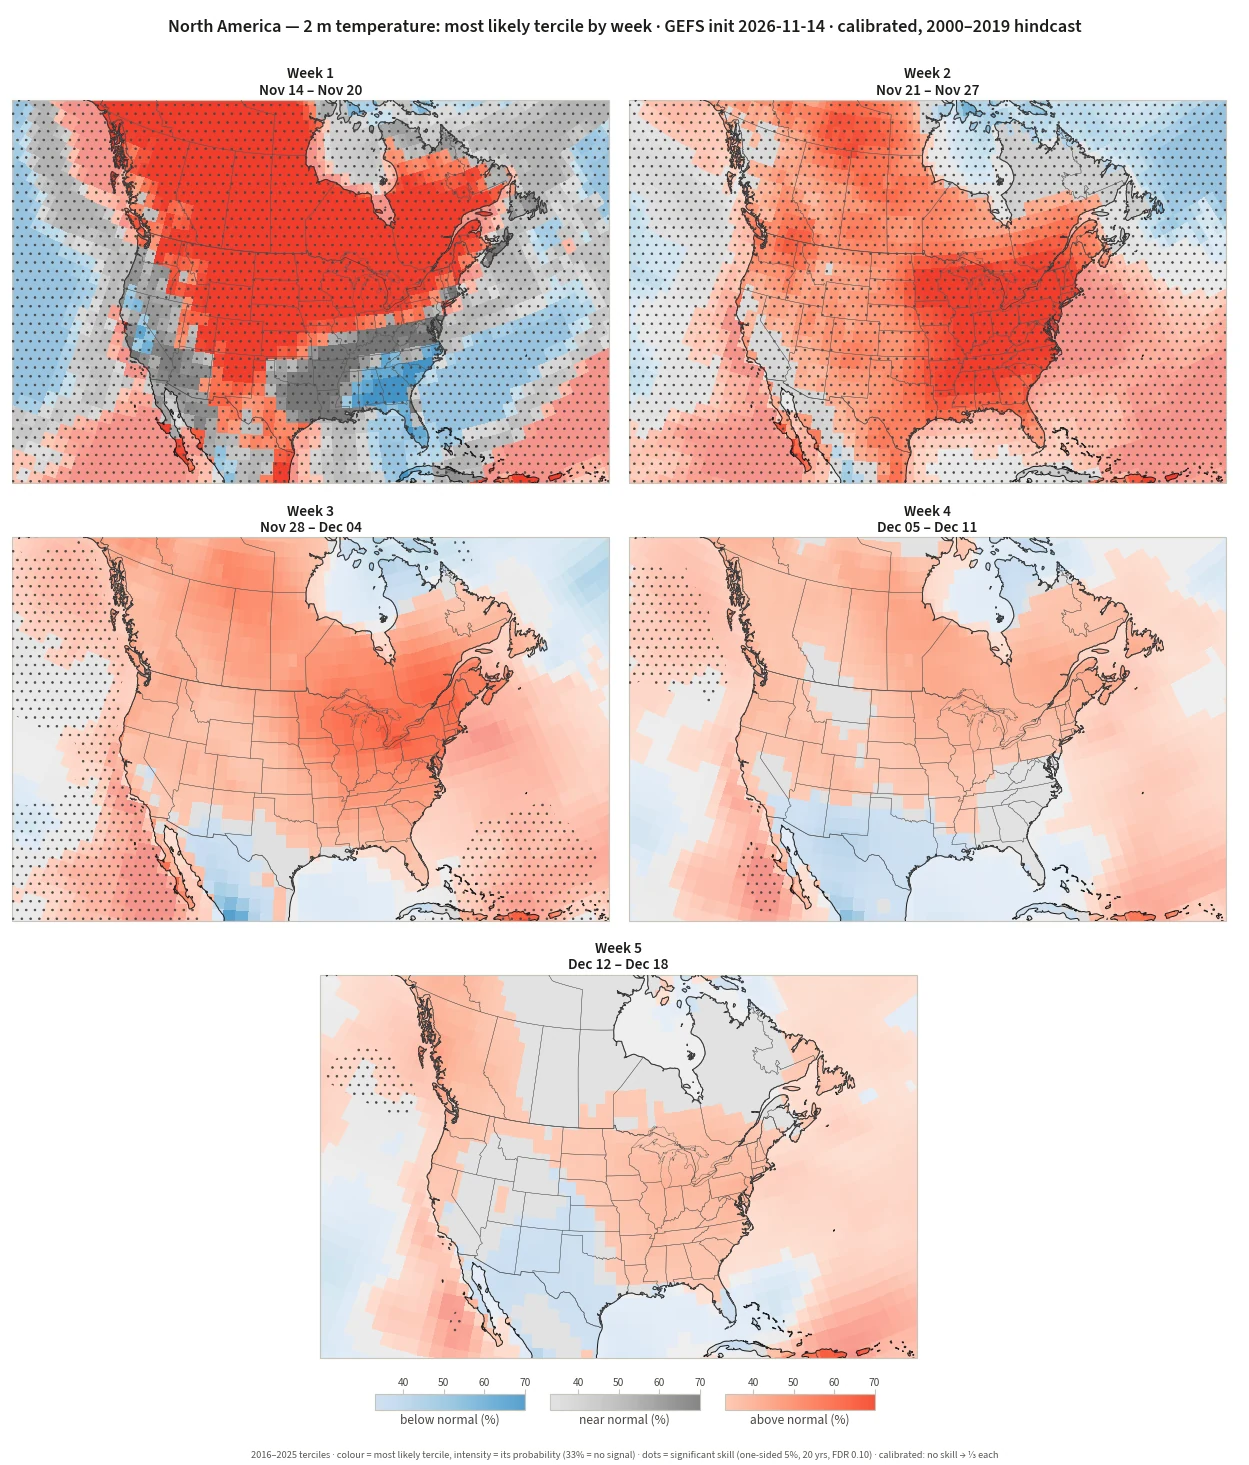 North America — 2 m temperature: most likely tercile by week · GEFS init 2026-11-14 · calibrated, 2000–2019 hindcast
Week 1
Nov 14 – Nov 20
Week 2
Nov 21 – Nov 27
Week 3
Nov 28 – Dec 04
Week 4
Dec 05 – Dec 11
Week 5
Dec 12 – Dec 18
40 50 60 70
below normal (%)
40 50 60 70
near normal (%)
40 50 60 70
above normal (%)
2016–2025 terciles · colour = most likely tercile, intensity = its probability (33% = no signal) · dots = significant skill (one-sided 5%, 20 yrs, FDR 0.10) · calibrated: no skill → ⅓ each